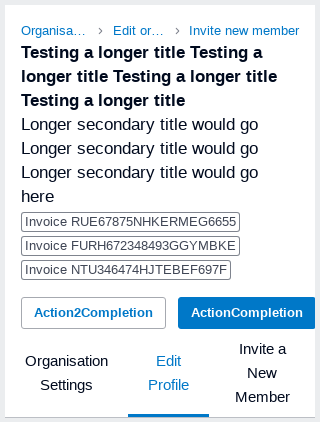 Organisa… > Edit or… > Invite new member
Testing a longer title Testing a
longer title Testing a longer title
Testing a longer title
Longer secondary title would go
Longer secondary title would go
Longer secondary title would go
here
Invoice RUE67875NHKERMEG6655
Invoice FURH672348493GGYMBKE
Invoice NTU346474HJTEBEF697F
Action2Completion ActionCompletion
Organisation
Settings
Edit
Profile
Invite a
New
Member